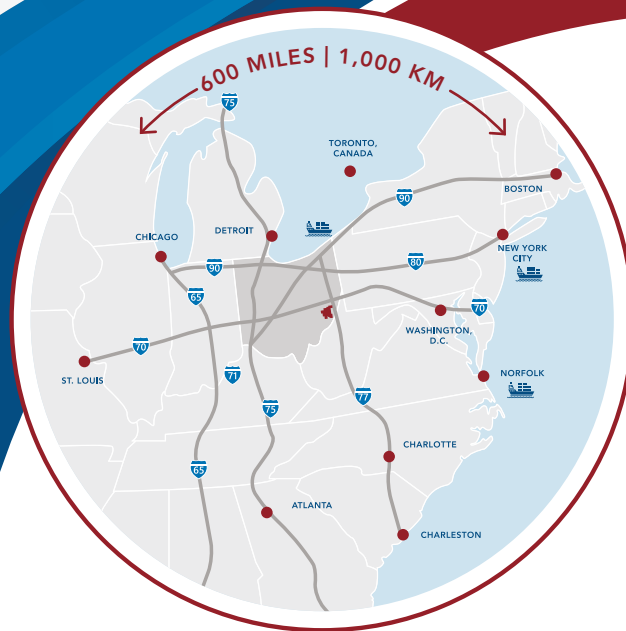 600 MILES | 1,000 KM
75
TORONTO,
CANADA
BOSTON
90
DETROIT
CHICAGO
NEW YORK
CITY
90
80
65
70
WASHINGTON,
D.C.
70
ST. LOUIS
71
NORFOLK
77
75
CHARLOTTE
65
ATLANTA
CHARLESTON